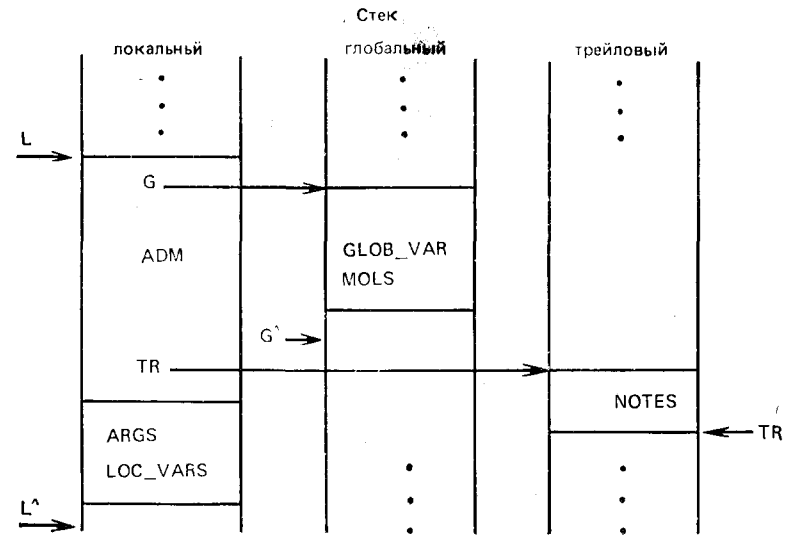 Стек
локальный
глобальный
трейловый
L
G
ADM
GLOB_VAR
MOLS
G^
TR
NOTES
TR
ARGS
LOC_VARS
L^